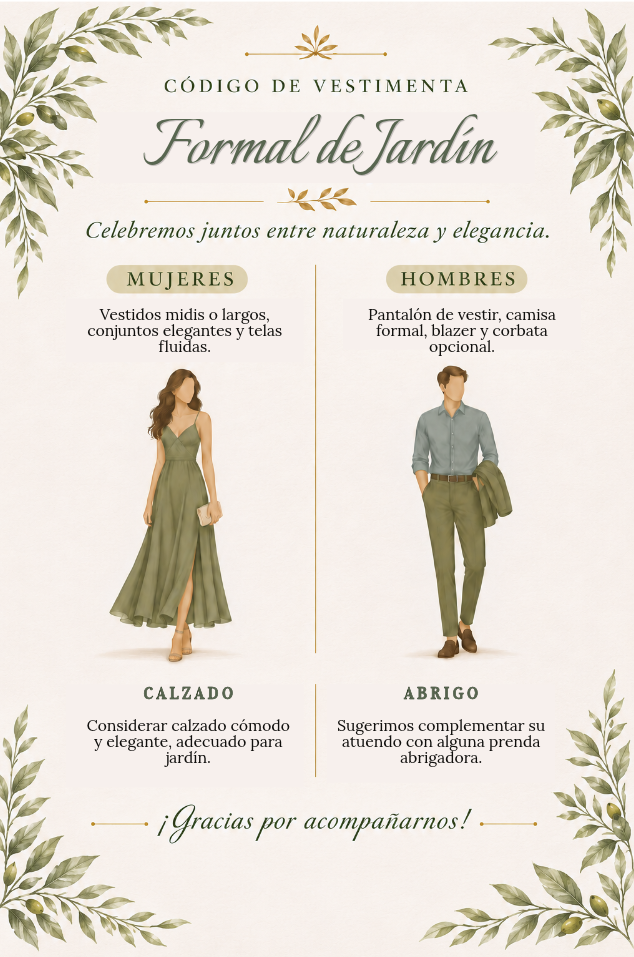 CÓDIGO DE VESTIMENTA
Formal de Jardín
Celebremos juntos entre naturaleza y elegancia.
MUJERES
Vestidos midis o largos,
conjuntos elegantes y telas
fluidas.
HOMBRES
Pantalón de vestir, camisa
formal, blazer y corbata
opcional.
CALZADO
Considerar calzado cómodo
y elegante, adecuado para
jardín.
ABRIGO
Sugerimos complementar su
atuendo con alguna prenda
abrigadora.
¡Gracias por acompañarnos!